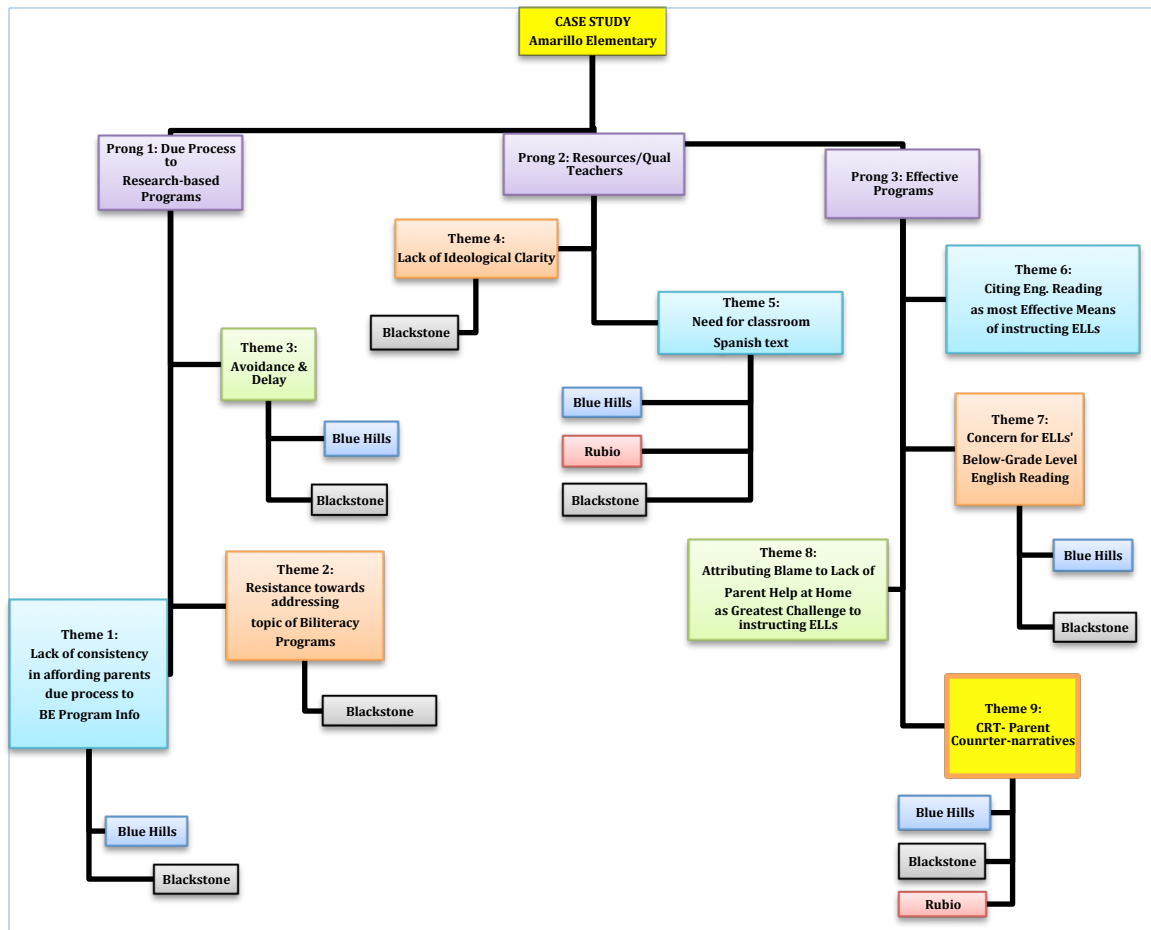 CASE STUDY
Amarillo Elementary
Prong 1: Due Process
to
Research-based
Programs
Prong 2: Resources/Qual
Teachers
Prong 3: Effective
Programs
Theme 4:
Lack of Ideological Clarity
Blackstone
Theme 5:
Need for classroom
Spanish text
Blue Hills
Rubio
Blackstone
Theme 6:
Citing Eng. Reading
as most Effective Means
of instructing ELLs
Theme 3:
Avoidance &
Delay
Blue Hills
Blackstone
Theme 7:
Concern for ELLs'
Below-Grade Level
English Reading
Blue Hills
Blackstone
Theme 8:
Attributing Blame to Lack of
Parent Help at Home
as Greatest Challenge to
instructing ELLs
Theme 2:
Resistance towards
addressing
topic of Biliteracy
Programs
Blackstone
Theme 1:
Lack of consistency
in affording parents
due process to
BE Program Info
Blue Hills
Blackstone
Theme 9:
CRT- Parent
Counrter-narratives
Blue Hills
Blackstone
Rubio